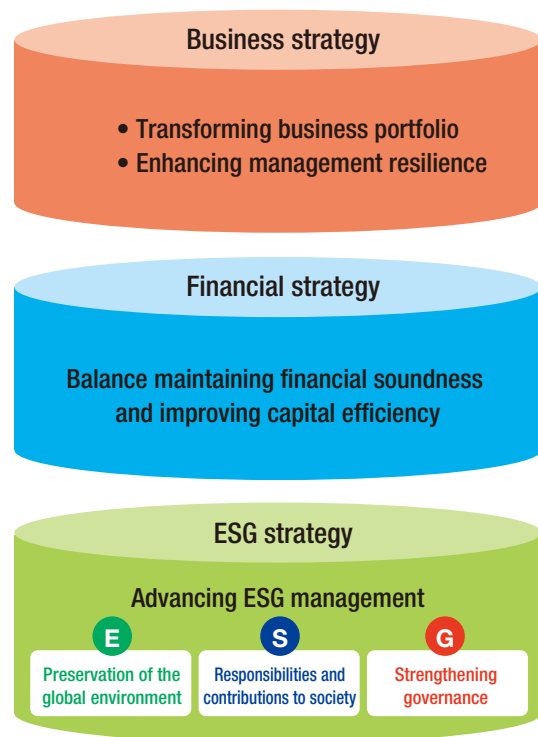 Business strategy
• Transforming business portfolio
• Enhancing management resilience
Financial strategy
Balance maintaining financial soundness
and improving capital efficiency
ESG strategy
Advancing ESG management
E
Preservation of the
global environment
S
Responsibilities and
contributions to society
G
Strengthening
governance